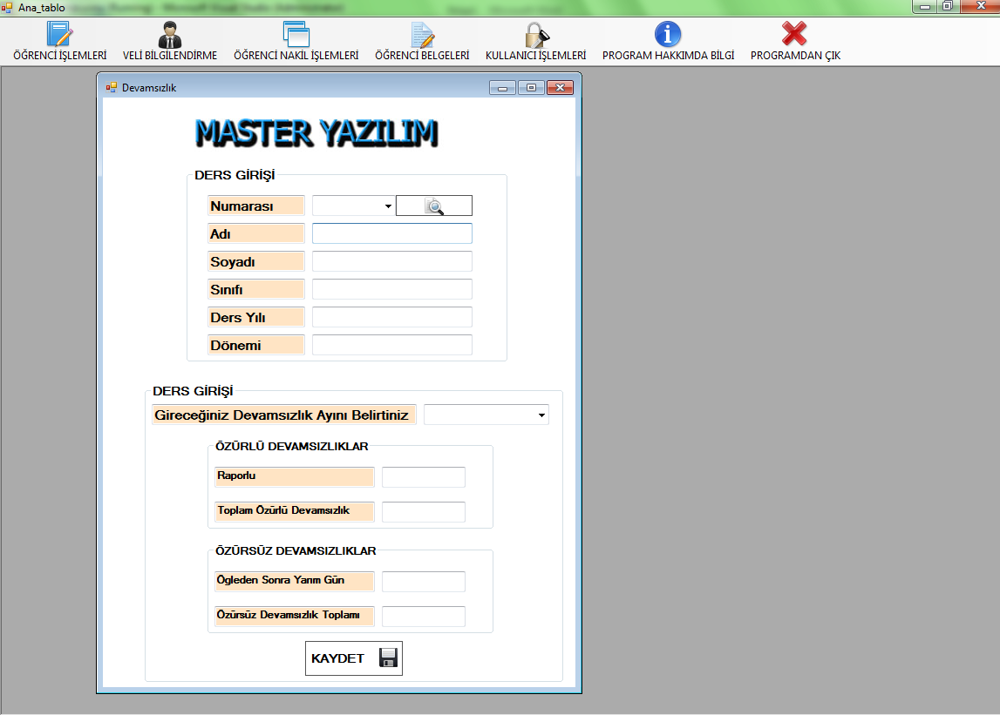 Ana_tablo
ÖĞRENCİ İŞLEMLERİ VELİ BİLGİLENDİRME ÖĞRENCİ NAKİL İŞLEMLERİ ÖĞRENCİ BELGELERİ KULLANICI İŞLEMLERİ PROGRAM HAKKIMDA BİLGİ PROGRAMDAN ÇIK
Devamsızlık
MASTER YAZILIM
DERS GİRİŞİ
Numarası
Adı
Soyadı
Sınıfı
Ders Yılı
Dönemi
DERS GİRİŞİ
Gireceğiniz Devamsızlık Ayını Belirtiniz
ÖZÜRLÜ DEVAMSIZLIKLAR
Raporlu
Toplam Özürlü Devamsızlık
ÖZÜRSÜZ DEVAMSIZLIKLAR
Ögleden Sonra Yarım Gün
Özürsüz Devamsızlık Toplamı
KAYDET